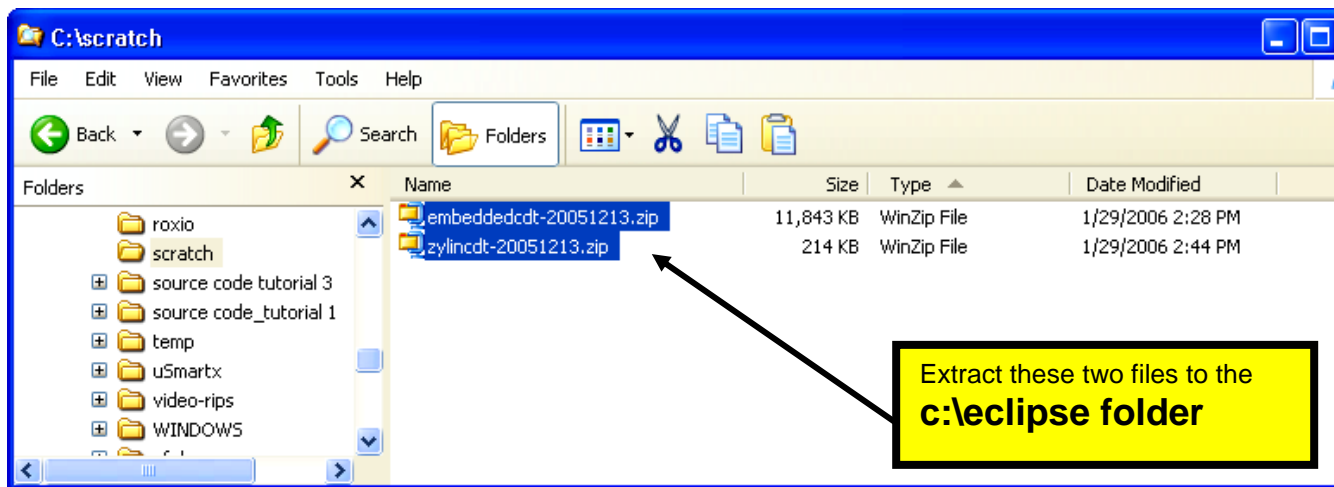 C:\scratch
File Edit View Favorites Tools Help
Back Search Folders
Folders × Name Size Type Date Modified
roxio
scratch
source code tutorial 3
source code_tutorial 1
temp
uSmartx
video-rips
WINDOWS
embeddedcdt-20051213.zip 11,843 KB WinZip File 1/29/2006 2:28 PM
zylincdt-20051213.zip 214 KB WinZip File 1/29/2006 2:44 PM
Extract these two files to the
c:\eclipse folder